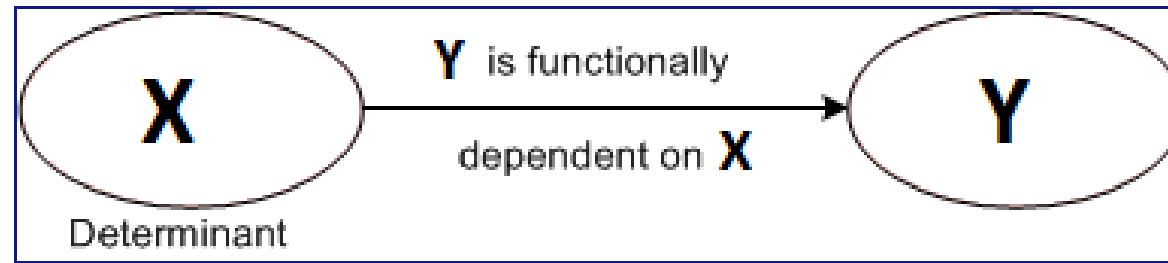 X
Y is functionally
dependent on X
Y
Determinant